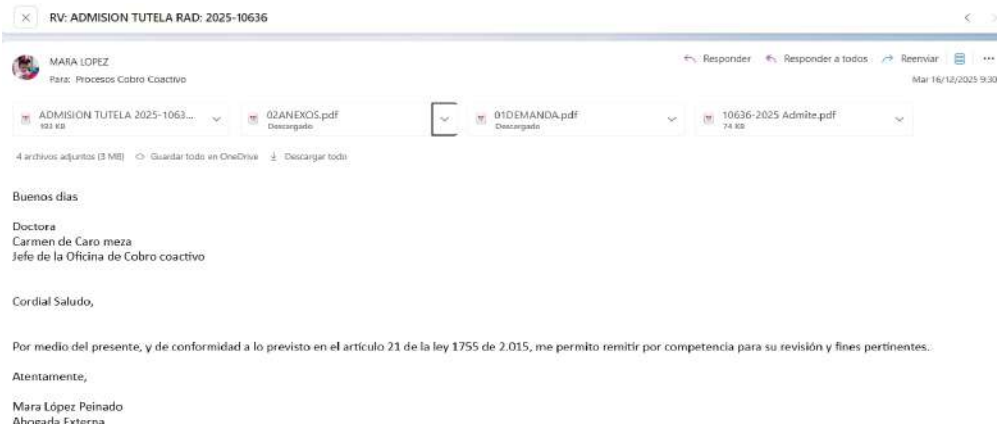 RV: ADMISION TUTELA RAD: 2025-10636
MARA LOPEZ
Para: Procesos Cobro Coactivo
Responder Responder a todos Reenviar
Mar 16/12/2025 9:30
ADMISION TUTELA 2025-1063...
193 KB
02ANEXOS.pdf
Descargado
01DEMANDA.pdf
Descargado
10636-2025 Admite.pdf
74 KB
4 archivos adjuntos (3 MB) Guardar todo en OneDrive Descargar todo
Buenos dias
Doctora
Carmen de Caro meza
Jefe de la Oficina de Cobro coactivo
Cordial Saludo,
Por medio del presente, y de conformidad a lo previsto en el artículo 21 de la ley 1755 de 2.015, me permito remitir por competencia para su revisión y fines pertinentes.
Atentamente,
Mara López Peinado
Abogada Externa